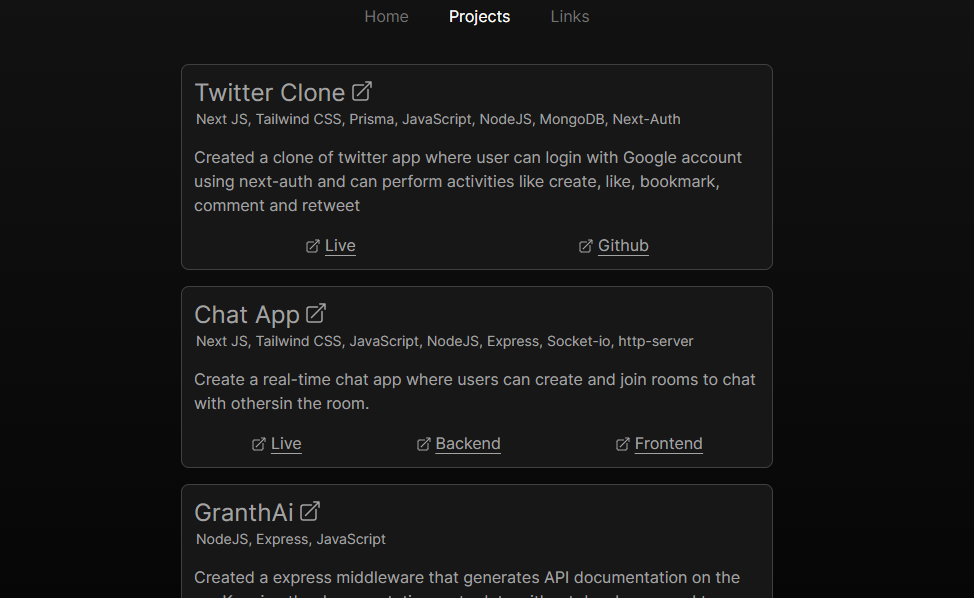 Home Projects Links
Twitter Clone
Next JS, Tailwind CSS, Prisma, JavaScript, NodeJS, MongoDB, Next-Auth
Created a clone of twitter app where user can login with Google account
using next-auth and can perform activities like create, like, bookmark,
comment and retweet
Live Github
Chat App
Next JS, Tailwind CSS, JavaScript, NodeJS, Express, Socket-io, http-server
Create a real-time chat app where users can create and join rooms to chat
with othersin the room.
Live Backend Frontend
GranthAi
NodeJS, Express, JavaScript
Created a express middleware that generates API documentation on the